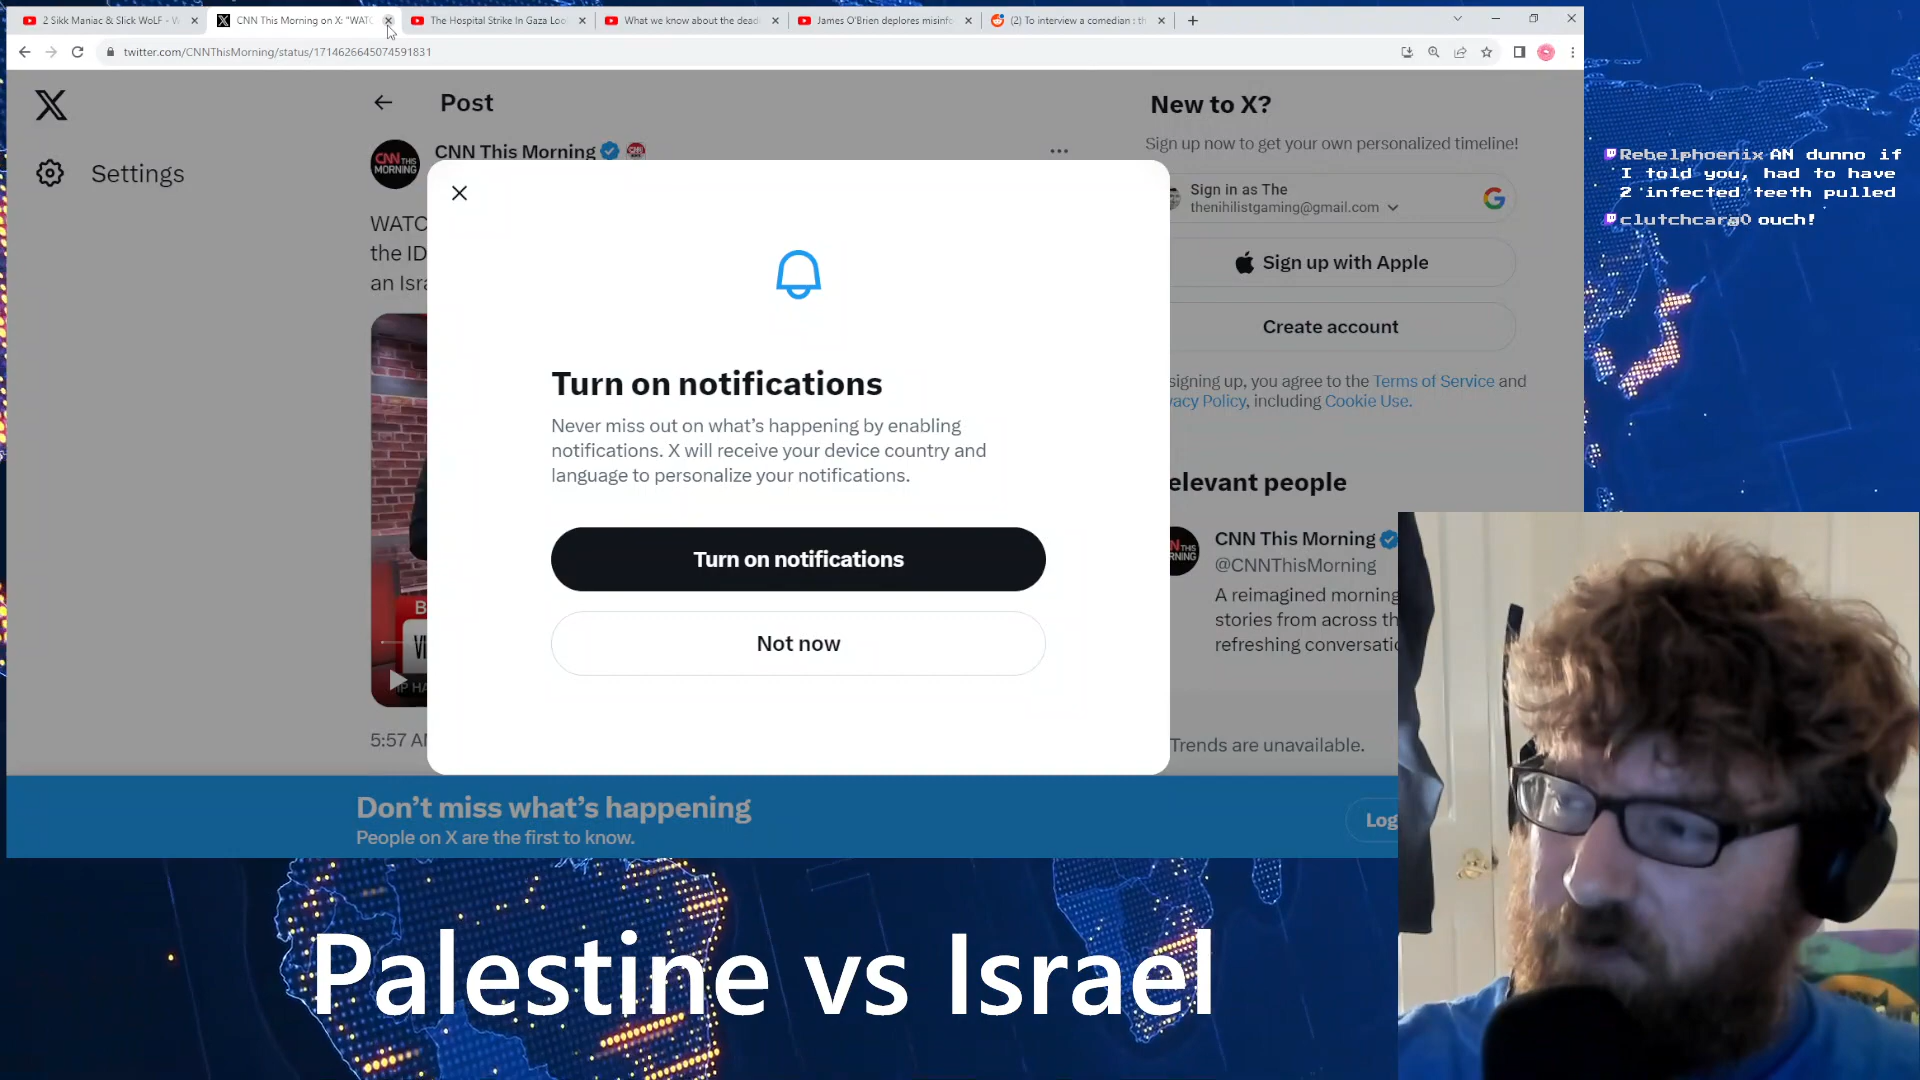 2 Sikk Maniac & Slick WoLF - W
CNN This Morning on X: "WATC
The Hospital Strike In Gaza Loo
What we know about the dead
James O'Brien deplores misinfo
(2) To interview a comedian : th
twitter.com/CNNThisMorning/status/1714626645074591831
Settings
Post
CNN This Morning
CNN THIS MORNING
WATC
the ID
an Isra
5:57 AM
Turn on notifications
Never miss out on what's happening by enabling
notifications. X will receive your device country and
language to personalize your notifications.
Turn on notifications
Not now
New to X?
Sign up now to get your own personalized timeline!
Sign in as The
thenihilistgaming@gmail.com
Sign up with Apple
Create account
signing up, you agree to the Terms of Service and
vacy Policy, including Cookie Use.
elevant people
CNN This Morning
@CNNThisMorning
A reimagined morning
stories from across th
refreshing conversatio
Trends are unavailable.
Don't miss what's happening
People on X are the first to know.
Log
Rebelphoenix AN dunno if
I told you, had to have
2 infected teeth pulled
clutchcarg0 ouch!
Palestine vs Israel